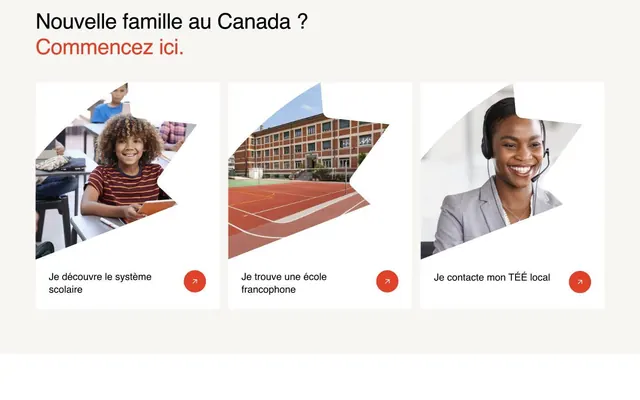 Nouvelle famille au Canada ?
Commencez ici.
Je découvre le système
scolaire
Je trouve une école
francophone
Je contacte mon TÉÉ local